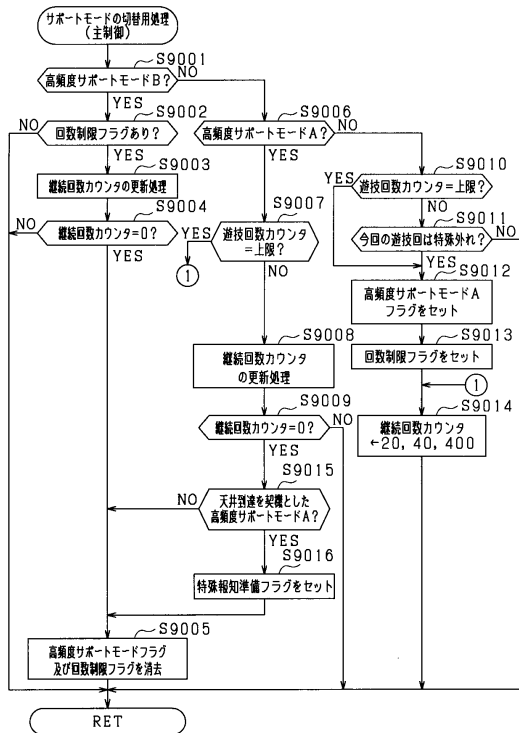 サポートモードの切替用処理
(主制御)
S9001
高頻度サポートモードB?
NO
YES
S9002
回数制限フラグあり?
NO
YES
S9003
継続回数カウンタの更新処理
S9004
継続回数カウンタ=0?
NO
YES
S9006
高頻度サポートモードA?
NO
YES
S9007
遊技回数カウンタ
=上限?
YES
1
NO
S9008
継続回数カウンタ
の更新処理
S9009
継続回数カウンタ=0?
NO
YES
S9015
天井到達を契機とした
高頻度サポートモードA?
NO
YES
S9016
特殊報知準備フラグをセット
S9010
遊技回数カウンタ=上限?
YES
NO
S9011
今回の遊技回は特殊外れ?
NO
YES
S9012
高頻度サポートモードA
フラグをセット
S9013
回数制限フラグをセット
1
S9014
継続回数カウンタ
←20, 40, 400
S9005
高頻度サポートモードフラグ
及び回数制限フラグを消去
RET